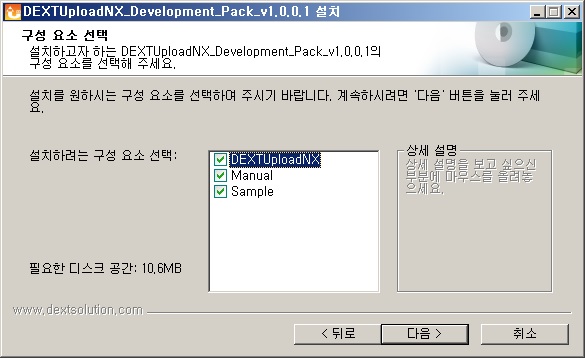 DEXTUploadNX_Development_Pack_v1.0.0.1 설치
구성 요소 선택
설치하고자 하는 DEXTUploadNX_Development_Pack_v1.0.0.1의
구성 요소를 선택해 주세요.
설치를 원하시는 구성 요소를 선택하여 주시기 바랍니다. 계속하시려면 '다음' 버튼을 눌러 주세
요.
설치하려는 구성 요소 선택:
DEXTUploadNX
Manual
Sample
상세 설명
상세 설명을 보고 싶으신
부분에 마우스를 올려놓
으세요.
필요한 디스크 공간: 10.6MB
www.dextsolution.com
< 뒤로
다음 >
취소